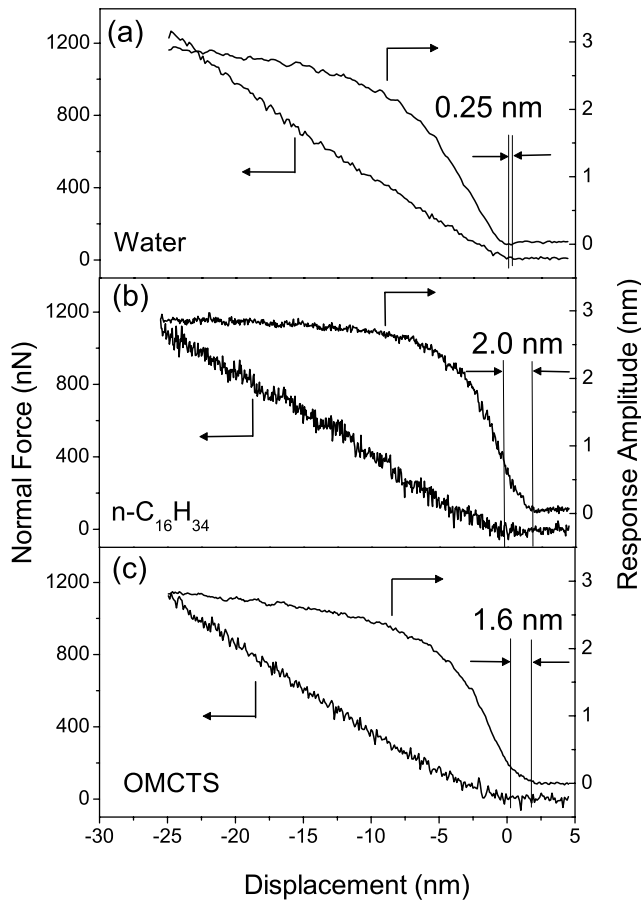 (a)
1200
800
400
0
Water
0.25 nm
3
2
1
0
(b)
1200
800
400
0
n-C₁₆H₃₄
2.0 nm
3
2
1
0
(c)
1200
800
400
0
OMCTS
1.6 nm
3
2
1
0
Normal Force (nN)
Response Amplitude (nm)
-30 -25 -20 -15 -10 -5 0 5
Displacement (nm)